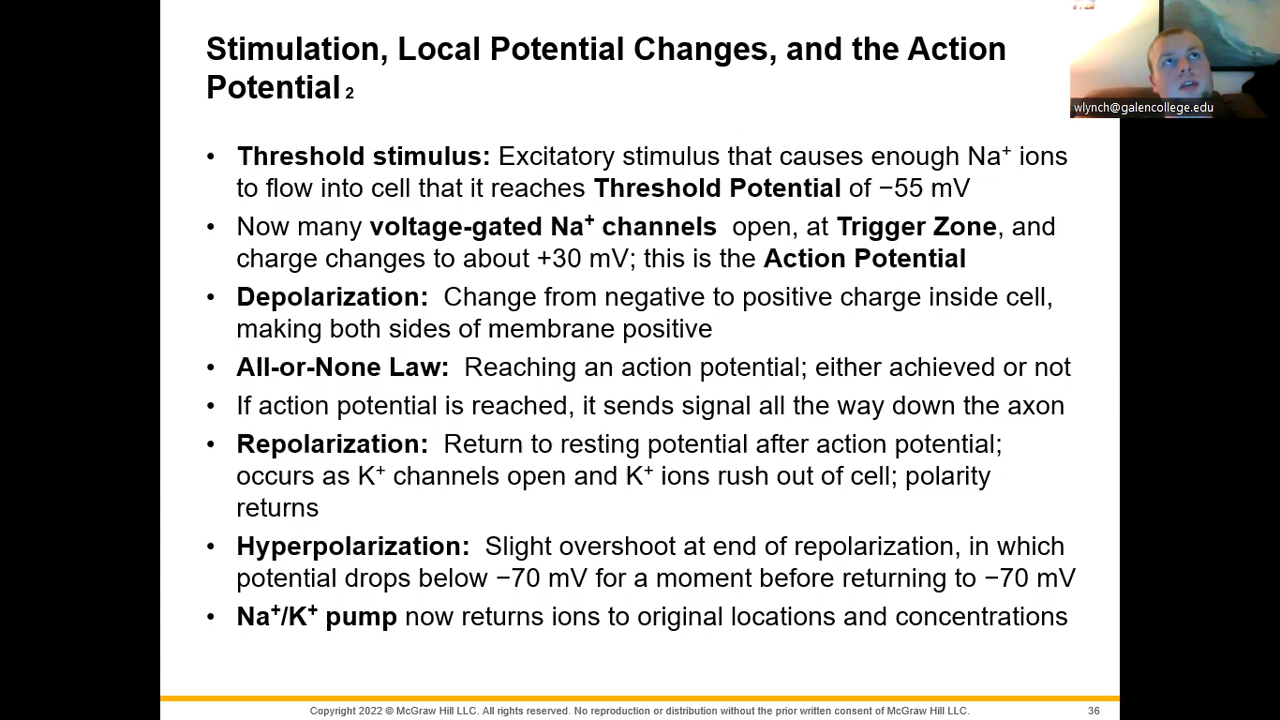 Stimulation, Local Potential Changes, and the Action
Potential 2
wlynch@galencollege.edu
• Threshold stimulus: Excitatory stimulus that causes enough Na⁺ ions
to flow into cell that it reaches Threshold Potential of −55 mV
• Now many voltage-gated Na⁺ channels open, at Trigger Zone, and
charge changes to about +30 mV; this is the Action Potential
• Depolarization: Change from negative to positive charge inside cell,
making both sides of membrane positive
• All-or-None Law: Reaching an action potential; either achieved or not
• If action potential is reached, it sends signal all the way down the axon
• Repolarization: Return to resting potential after action potential;
occurs as K⁺ channels open and K⁺ ions rush out of cell; polarity
returns
• Hyperpolarization: Slight overshoot at end of repolarization, in which
potential drops below −70 mV for a moment before returning to −70 mV
• Na⁺/K⁺ pump now returns ions to original locations and concentrations
Copyright 2022 © McGraw Hill LLC. All rights reserved. No reproduction or distribution without the prior written consent of McGraw Hill LLC.
36